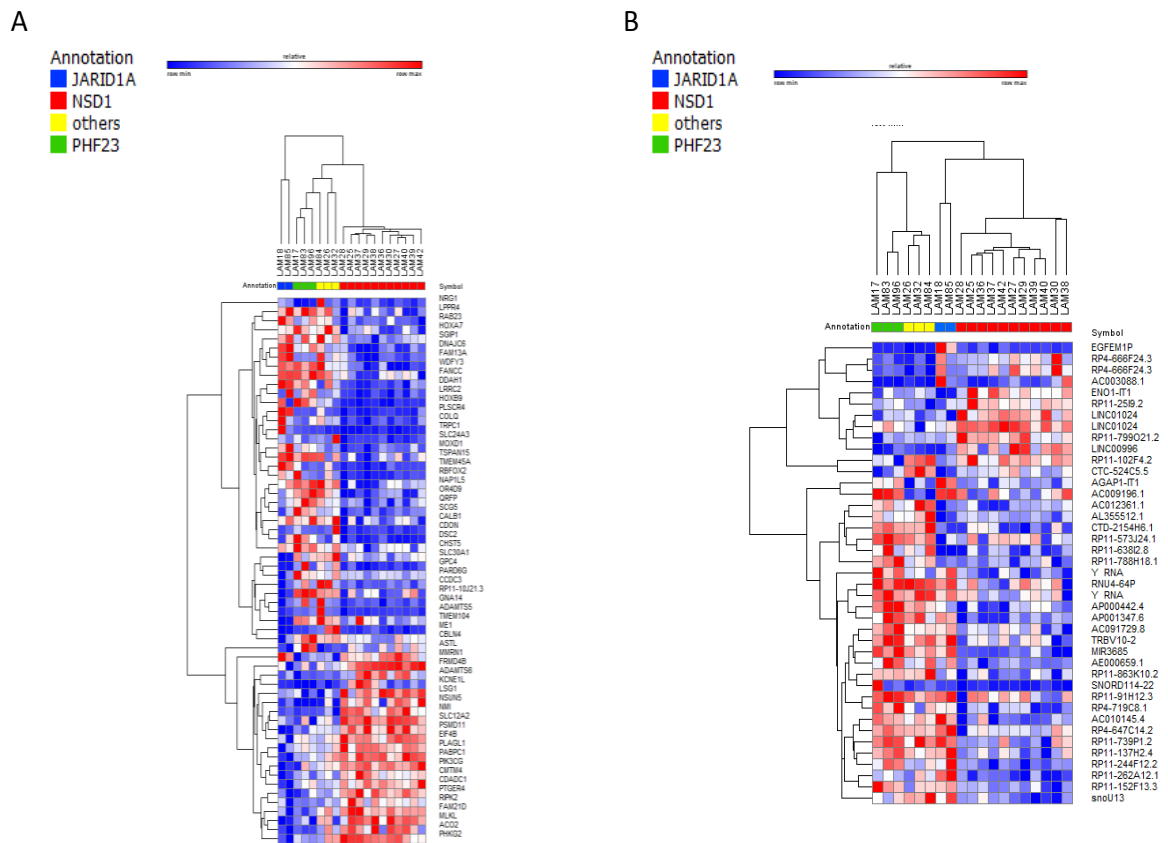 A
Annotation
JARID1A
NSD1
others
PHF23
relative
row min
row max
LAM18
LAM85
LAM17
LAM83
LAM96
LAM84
LAM26
LAM32
LAM28
LAM25
LAM37
LAM29
LAM38
LAM36
LAM30
LAM27
LAM40
LAM39
LAM42
Annotation
Symbol
NRG1
LPPR4
RAB23
HOXA7
SGIP1
DNAJC6
FAM13A
WDFY3
FANCC
DDAH1
LRRC2
HOXB9
PLSCR4
COLQ
TRPC1
SLC24A3
MOXD1
TSPAN15
TMEM45A
RBFOX2
NAP1L5
OR4D9
QRFP
SCG5
CALB1
CDON
DSC2
CHST5
SLC30A1
GPC4
PARD6G
CCDC3
RP11-10J21.3
GNA14
ADAMTS5
TMEM104
ME1
CBLN4
ASTL
MMRN1
FRMD4B
ADAMTS6
KCNE1L
LSG1
NSUN5
NMI
SLC12A2
PSMD11
EIF4B
PLAGL1
PABPC1
PIK3CG
CMTM4
CDADC1
PTGER4
RIPK2
FAM21D
MLKL
ACO2
PHKG2
B
Annotation
JARID1A
NSD1
others
PHF23
relative
row min
row max
LAM17
LAM83
LAM96
LAM26
LAM32
LAM84
LAM18
LAM85
LAM28
LAM25
LAM36
LAM37
LAM42
LAM27
LAM29
LAM39
LAM40
LAM30
LAM38
Annotation
Symbol
EGFEM1P
RP4-666F24.3
RP4-666F24.3
AC003088.1
ENO1-IT1
RP11-25I9.2
LINC01024
LINC01024
RP11-799O21.2
LINC00996
RP11-102F4.2
CTC-524C5.5
AGAP1-IT1
AC009196.1
AC012361.1
AL355512.1
CTD-2154H6.1
RP11-573J24.1
RP11-638I2.8
RP11-788H18.1
Y RNA
RNU4-64P
Y RNA
AP000442.4
AP001347.6
AC091729.8
TRBV10-2
MIR3685
AE000659.1
RP11-863K10.2
SNORD114-22
RP11-91H12.3
RP4-719C8.1
AC010145.4
RP4-647C14.2
RP11-739P1.2
RP11-137H2.4
RP11-244F12.2
RP11-262A12.1
RP11-152F13.3
snoU13